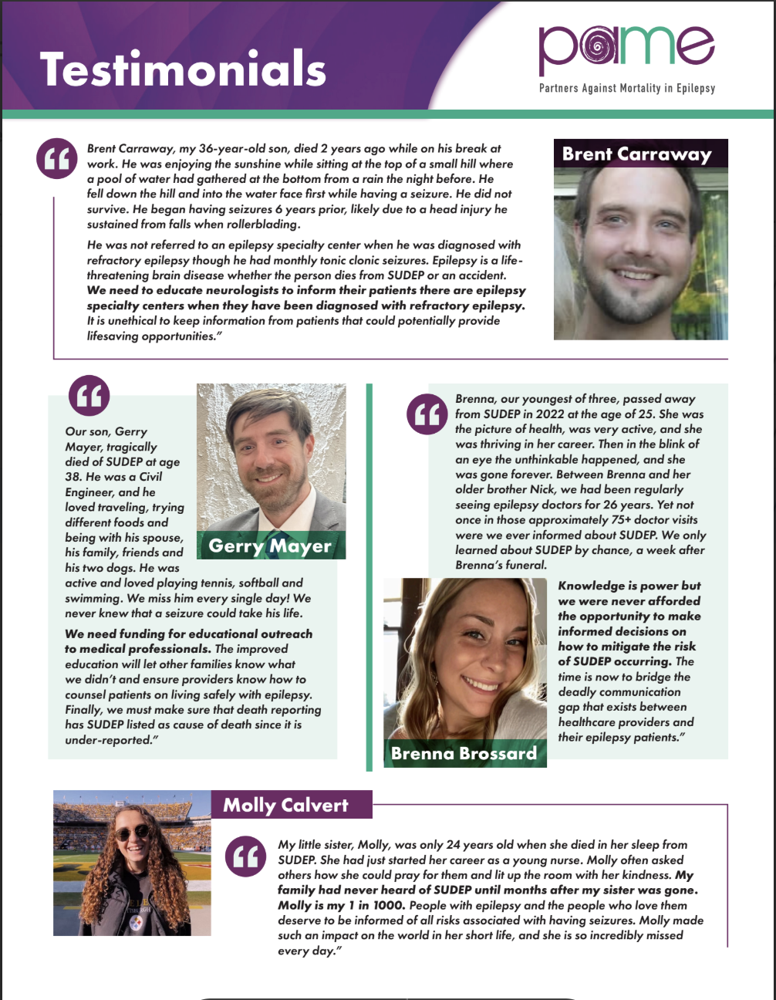 Testimonials
pame
Partners Against Mortality in Epilepsy
Brent Carraway, my 36-year-old son, died 2 years ago while on his break at
work. He was enjoying the sunshine while sitting at the top of a small hill where
a pool of water had gathered at the bottom from a rain the night before. He
fell down the hill and into the water face first while having a seizure. He did not
survive. He began having seizures 6 years prior, likely due to a head injury he
sustained from falls when rollerblading.
He was not referred to an epilepsy specialty center when he was diagnosed with
refractory epilepsy though he had monthly tonic clonic seizures. Epilepsy is a life-
threatening brain disease whether the person dies from SUDEP or an accident.
We need to educate neurologists to inform their patients there are epilepsy
specialty centers when they have been diagnosed with refractory epilepsy.
It is unethical to keep information from patients that could potentially provide
lifesaving opportunities.”
Brent Carraway
Our son, Gerry
Mayer, tragically
died of SUDEP at age
38. He was a Civil
Engineer, and he
loved traveling, trying
different foods and
being with his spouse,
his family, friends and
his two dogs. He was
active and loved playing tennis, softball and
swimming. We miss him every single day! We
never knew that a seizure could take his life.
We need funding for educational outreach
to medical professionals. The improved
education will let other families know what
we didn’t and ensure providers know how to
counsel patients on living safely with epilepsy.
Finally, we must make sure that death reporting
has SUDEP listed as cause of death since it is
under-reported.”
Gerry Mayer
Brenna, our youngest of three, passed away
from SUDEP in 2022 at the age of 25. She was
the picture of health, was very active, and she
was thriving in her career. Then in the blink of
an eye the unthinkable happened, and she
was gone forever. Between Brenna and her
older brother Nick, we had been regularly
seeing epilepsy doctors for 26 years. Yet not
once in those approximately 75+ doctor visits
were we ever informed about SUDEP. We only
learned about SUDEP by chance, a week after
Brenna’s funeral.
Knowledge is power but
we were never afforded
the opportunity to make
informed decisions on
how to mitigate the risk
of SUDEP occurring. The
time is now to bridge the
deadly communication
gap that exists between
healthcare providers and
their epilepsy patients.”
Brenna Brossard
Molly Calvert
My little sister, Molly, was only 24 years old when she died in her sleep from
SUDEP. She had just started her career as a young nurse. Molly often asked
others how she could pray for them and lit up the room with her kindness. My
family had never heard of SUDEP until months after my sister was gone.
Molly is my 1 in 1000. People with epilepsy and the people who love them
deserve to be informed of all risks associated with having seizures. Molly made
such an impact on the world in her short life, and she is so incredibly missed
every day.”